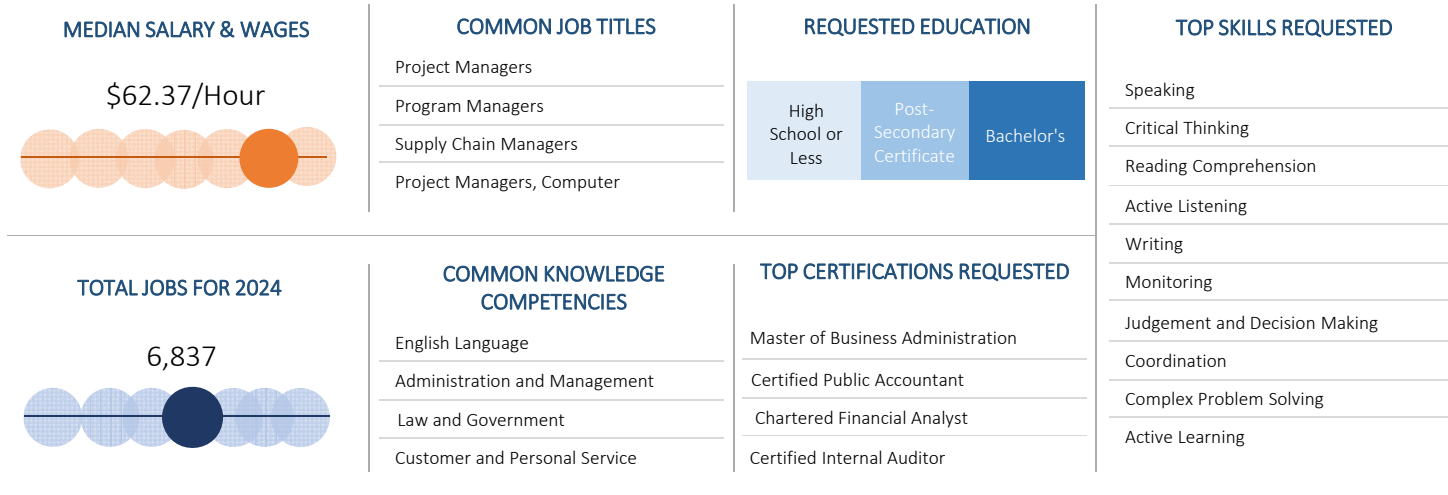 MEDIAN SALARY & WAGES
$62.37/Hour
COMMON JOB TITLES
Project Managers
Program Managers
Supply Chain Managers
Project Managers, Computer
REQUESTED EDUCATION
High
School or
Less
Post-
Secondary
Certificate
Bachelor's
TOTAL JOBS FOR 2024
6,837
COMMON KNOWLEDGE
COMPETENCIES
English Language
Administration and Management
Law and Government
Customer and Personal Service
TOP CERTIFICATIONS REQUESTED
Master of Business Administration
Certified Public Accountant
Chartered Financial Analyst
Certified Internal Auditor
TOP SKILLS REQUESTED
Speaking
Critical Thinking
Reading Comprehension
Active Listening
Writing
Monitoring
Judgement and Decision Making
Coordination
Complex Problem Solving
Active Learning